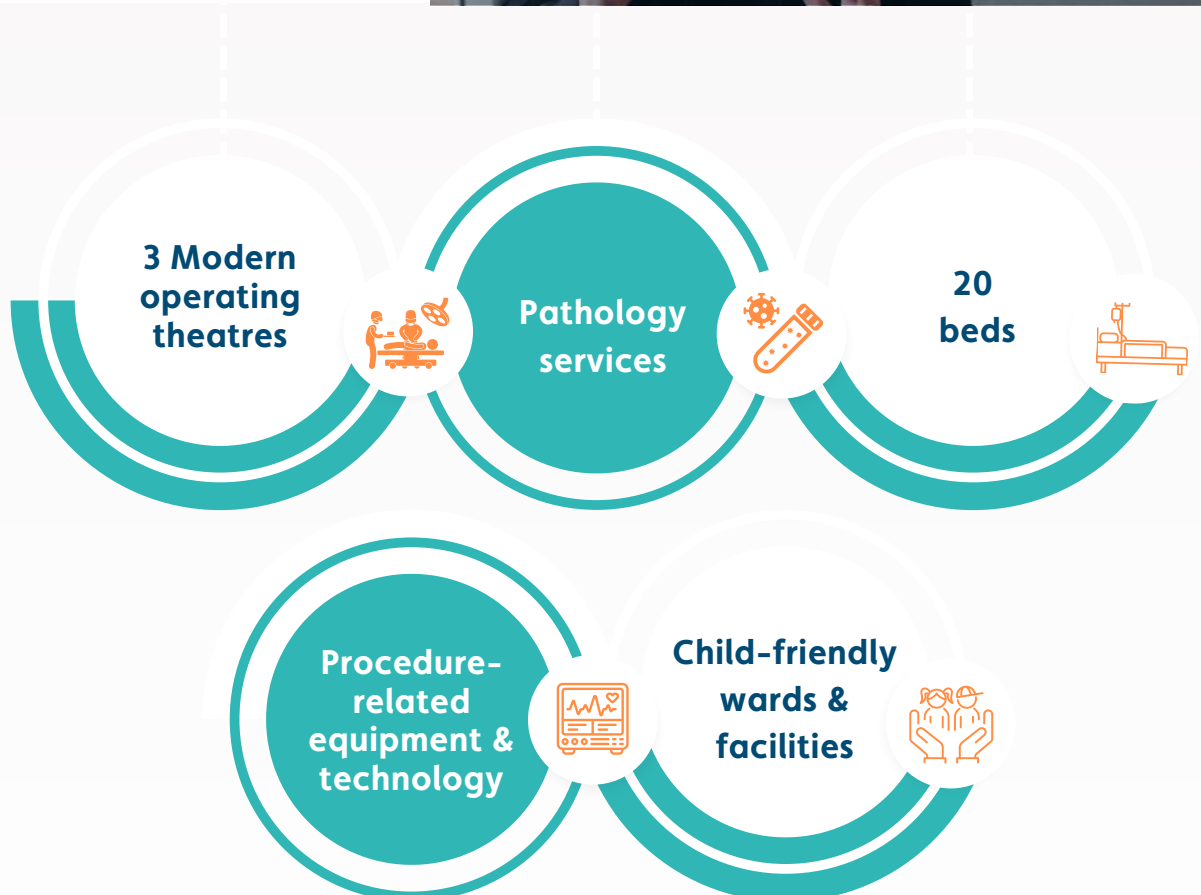 3 Modern
operating
theatres
Pathology
services
20
beds
Procedure-
related
equipment &
technology
Child-friendly
wards &
facilities